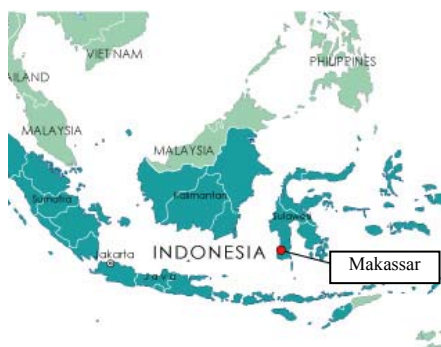 VIETNAM
PHILIPPINES
AILAND
MALAYSIA
MALAYSIA
Kalimantan
Sumatra
Sulawesi
Jakarta
INDONESIA
Java
Makassar